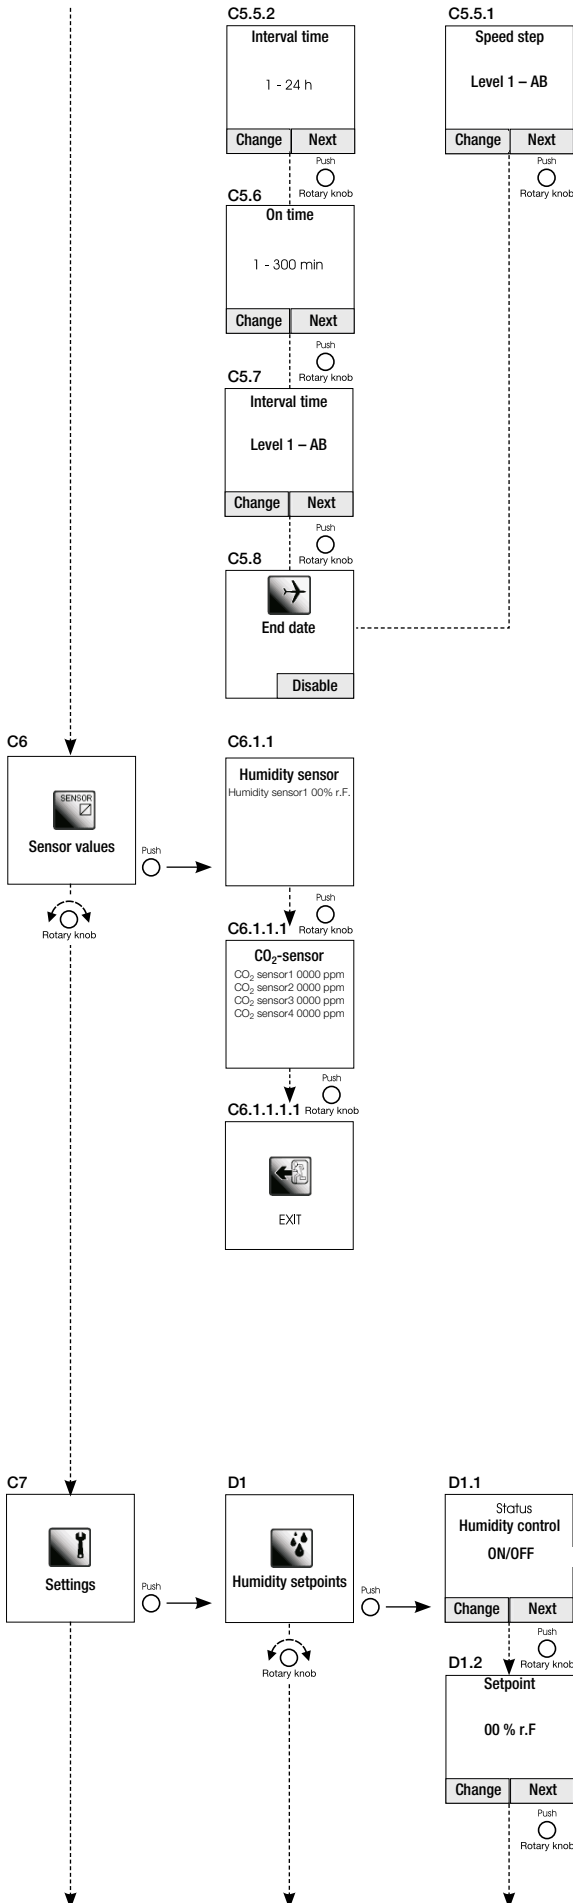 C5.5.2
Interval time
1 - 24 h
Change Next
Push
Rotary knob
C5.5.1
Speed step
Level 1 – AB
Change Next
Push
Rotary knob
C5.6
On time
1 - 300 min
Change Next
Push
Rotary knob
C5.7
Interval time
Level 1 – AB
Change Next
Push
Rotary knob
C5.8
End date
Disable
C6
SENSOR
Sensor values
Push
Rotary knob
C6.1.1
Humidity sensor
Humidity sensor1 00% r.F.
Push
Rotary knob
C6.1.1.1
CO₂-sensor
CO₂ sensor1 0000 ppm
CO₂ sensor2 0000 ppm
CO₂ sensor3 0000 ppm
CO₂ sensor4 0000 ppm
Push
Rotary knob
C6.1.1.1.1
EXIT
C7
Settings
Push
D1
Humidity setpoints
Push
Rotary knob
D1.1
Status
Humidity control
ON/OFF
Change Next
Push
Rotary knob
D1.2
Setpoint
00 % r.F
Change Next
Push
Rotary knob